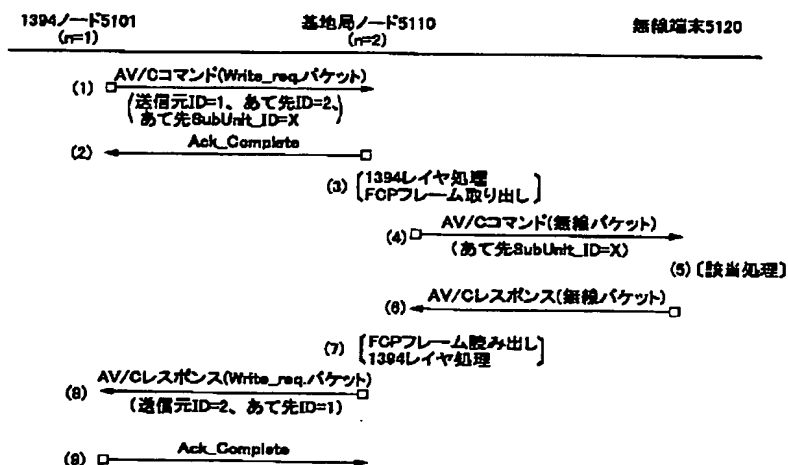 1394ノード5101
(n=1)
基地局ノード5110
(n=2)
無線端末5120
(1) AV/Cコマンド(Write_req.パケット)
(送信元ID=1、あて先ID=2、
あて先SubUnit_ID=X)
(2) Ack_Complete
(3) [1394レイヤ処理
FCPフレーム取り出し]
(4) AV/Cコマンド(無線パケット)
(あて先SubUnit_ID=X)
(5) [該当処理]
(6) AV/Cレスポンス(無線パケット)
(7) [FCPフレーム読み出し
1394レイヤ処理]
(8) AV/Cレスポンス(Write_req.パケット)
(送信元ID=2、あて先ID=1)
(9) Ack_Complete